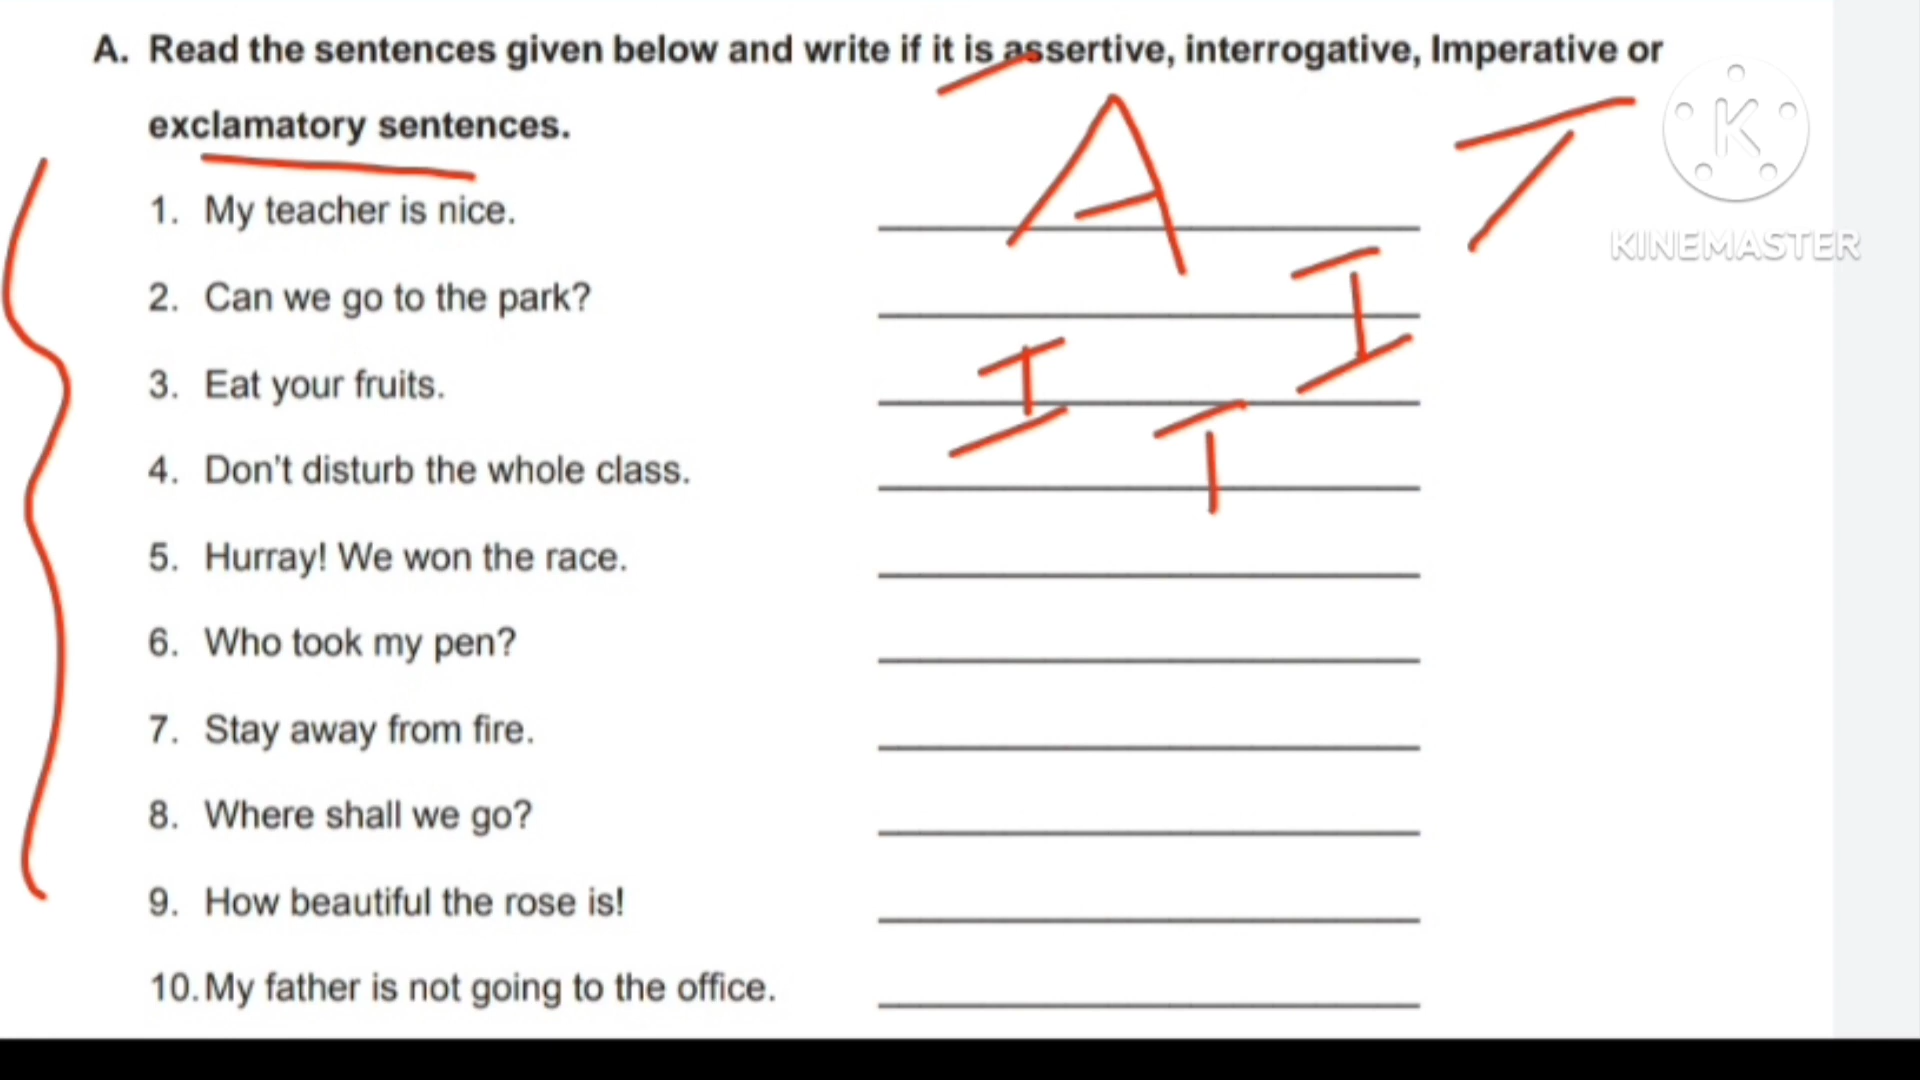 A. Read the sentences given below and write if it is assertive, interrogative, Imperative or
exclamatory sentences.
1. My teacher is nice.
2. Can we go to the park?
3. Eat your fruits.
4. Don't disturb the whole class.
5. Hurray! We won the race.
6. Who took my pen?
7. Stay away from fire.
8. Where shall we go?
9. How beautiful the rose is!
10. My father is not going to the office.
A
I
I
T
K
KINEMASTER